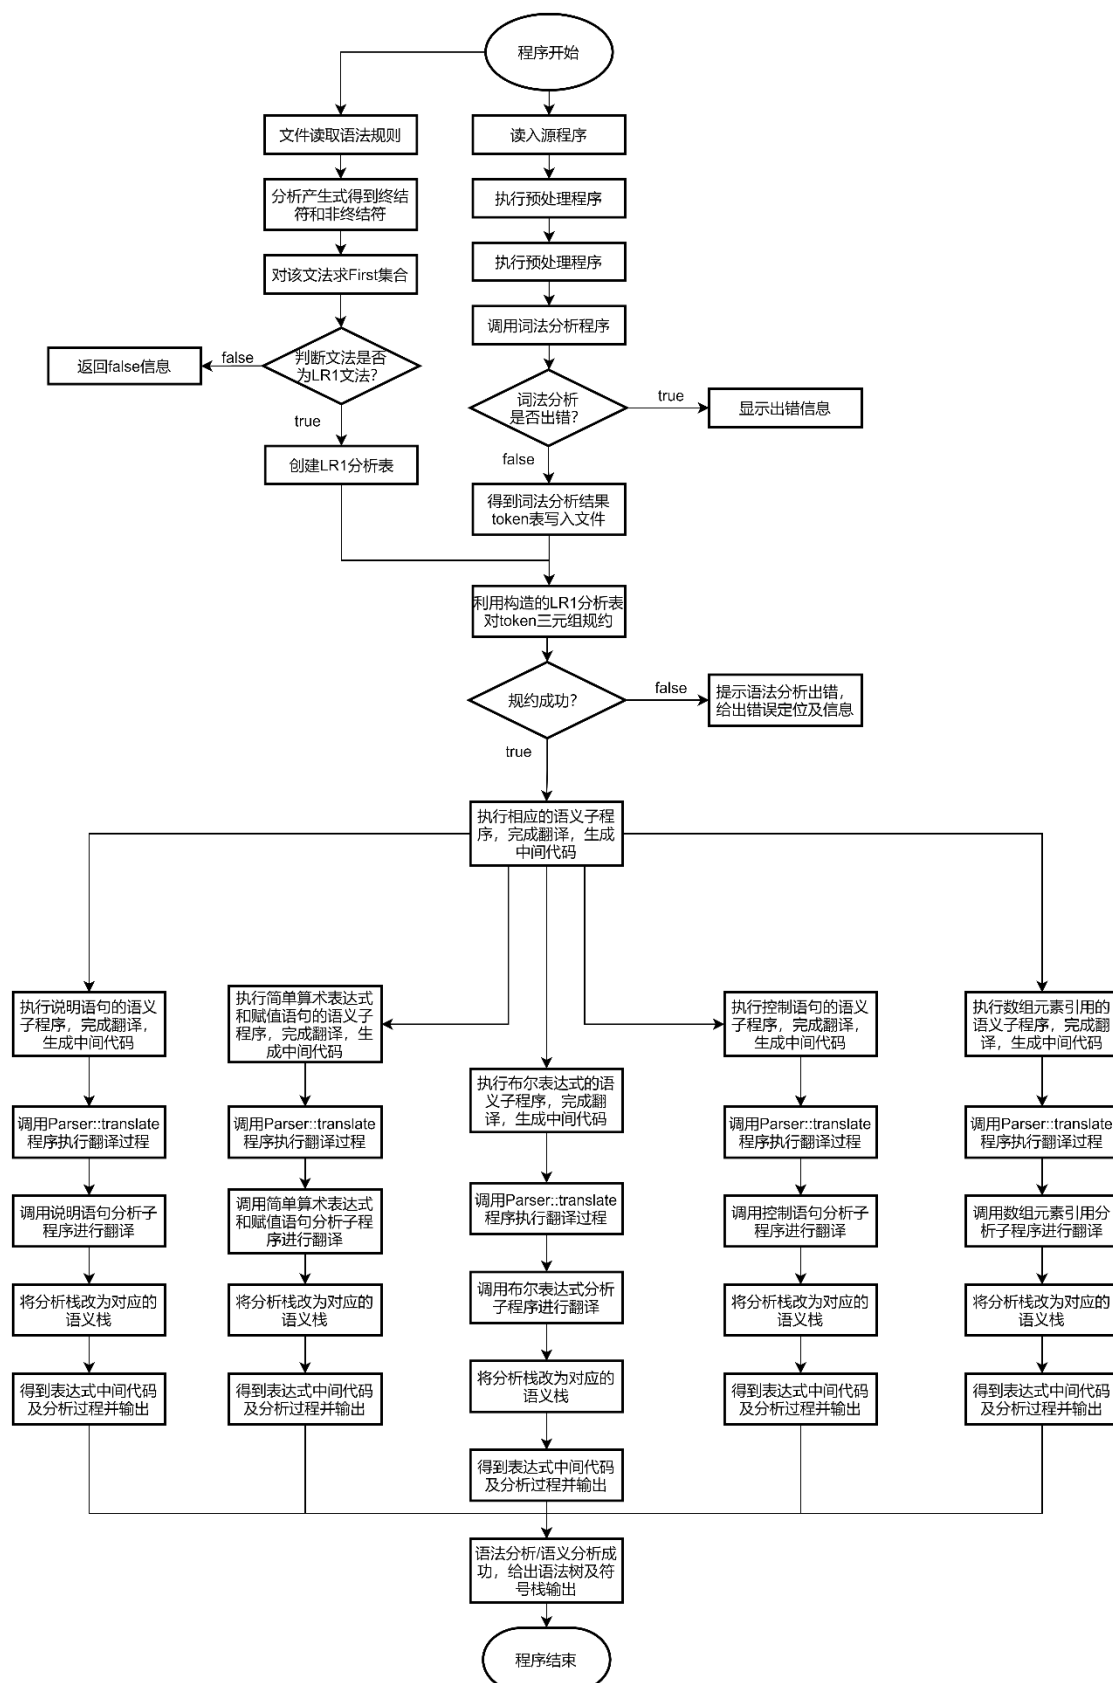 程序开始
文件读取语法规则
读入源程序
分析产生式得到终结
符和非终结符
执行预处理程序
对该文法求First集合
执行预处理程序
调用词法分析程序
判断文法是否
为LR1文法?
false
返回false信息
true
创建LR1分析表
词法分析
是否出错?
true
显示出错信息
false
得到词法分析结果
token表写入文件
利用构造的LR1分析表
对token三元组规约
规约成功?
false
提示语法分析出错，
给出错误定位及信息
true
执行相应的语义子程
序，完成翻译，生成
中间代码
执行说明语句的语义
子程序，完成翻译，
生成中间代码
执行简单算术表达式
和赋值语句的语义子
程序，完成翻译，生
成中间代码
执行布尔表达式的语
义子程序，完成翻
译，生成中间代码
执行控制语句的语义
子程序，完成翻译，
生成中间代码
执行数组元素引用的
语义子程序，完成翻
译，生成中间代码
调用Parser::translate
程序执行翻译过程
调用Parser::translate
程序执行翻译过程
调用Parser::translate
程序执行翻译过程
调用Parser::translate
程序执行翻译过程
调用Parser::translate
程序执行翻译过程
调用说明语句分析子
程序进行翻译
调用简单算术表达式
和赋值语句分析子程
序进行翻译
调用布尔表达式分析
子程序进行翻译
调用控制语句分析子
程序进行翻译
调用数组元素引用分
析子程序进行翻译
将分析栈改为对应的
语义栈
将分析栈改为对应的
语义栈
将分析栈改为对应的
语义栈
将分析栈改为对应的
语义栈
将分析栈改为对应的
语义栈
得到表达式中间代码
及分析过程并输出
得到表达式中间代码
及分析过程并输出
得到表达式中间代码
及分析过程并输出
得到表达式中间代码
及分析过程并输出
得到表达式中间代码
及分析过程并输出
语法分析/语义分析成
功，给出语法树及符
号栈输出
程序结束